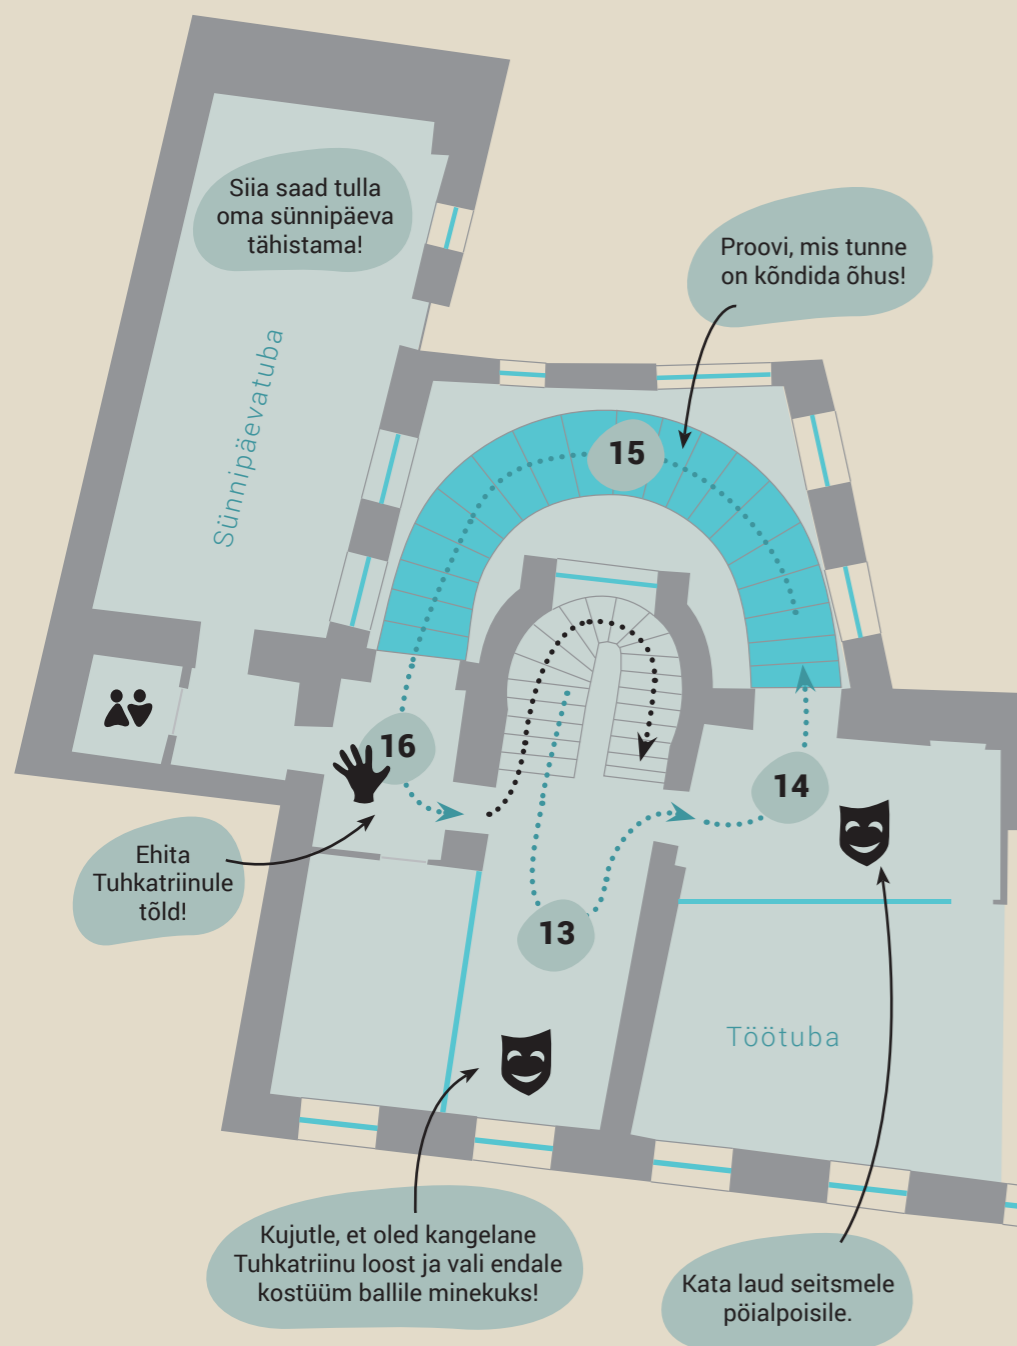 Siia saad tulla
oma sünnipäeva
tähistama!
Proovi, mis tunne
on kõndida õhus!
Sünnipäevatuba
15
16
14
Ehita
Tuhkatriinule
tõld!
13
Töötuba
Kujutle, et oled kangelane
Tuhkatriinu loost ja vali endale
kostüüm ballile minekuks!
Kata laud seitsmele
pöialpoisile.